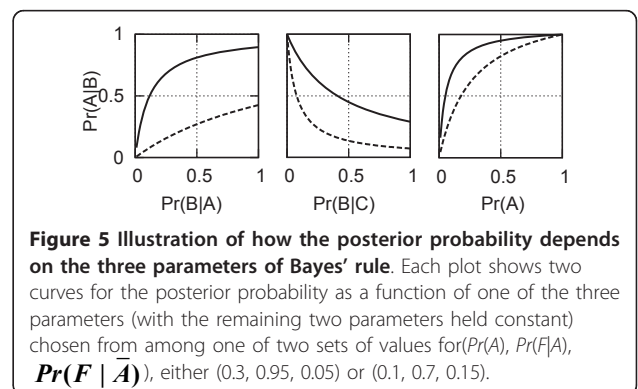 1
0.5
0
Pr(A|B)
0 0.5 1
0 0.5 1
0 0.5 1
Pr(B|A)
Pr(B|C)
Pr(A)
Figure 5 Illustration of how the posterior probability depends
on the three parameters of Bayes' rule. Each plot shows two
curves for the posterior probability as a function of one of the three
parameters (with the remaining two parameters held constant)
chosen from among one of two sets of values for(Pr(A), Pr(F|A),
Pr(F | A̅)), either (0.3, 0.95, 0.05) or (0.1, 0.7, 0.15).